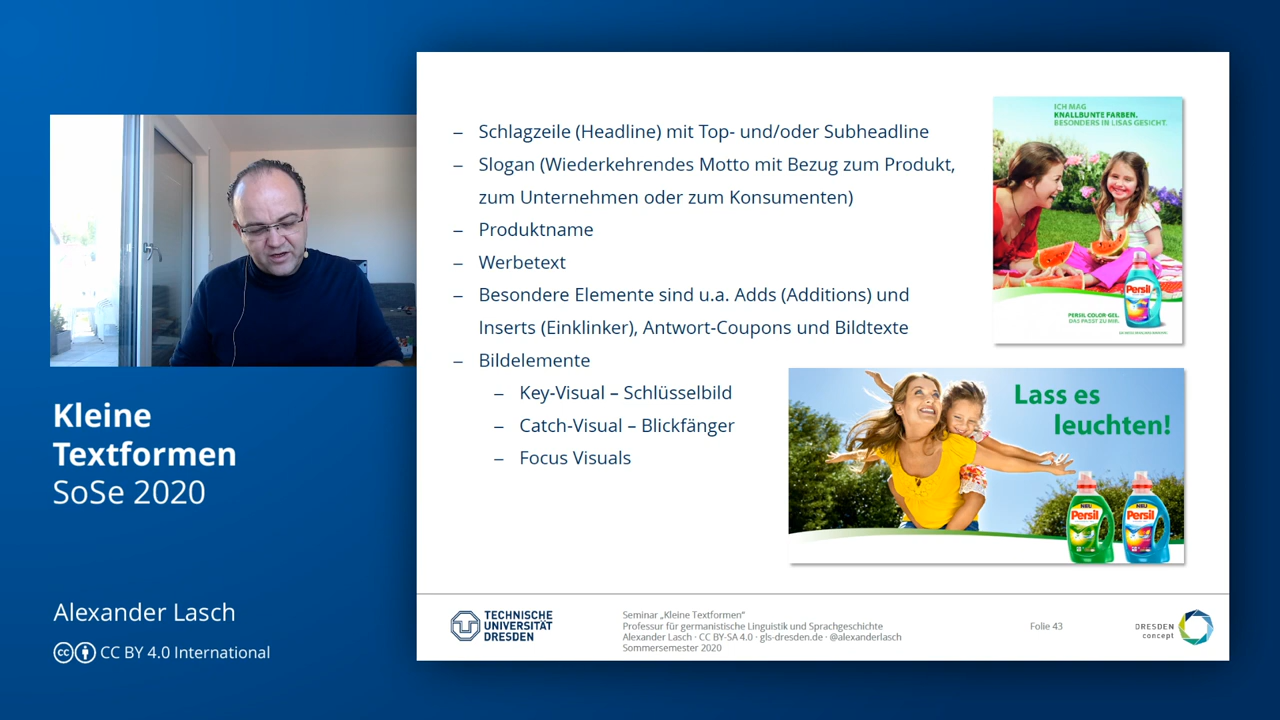 Kleine
Textformen
SoSe 2020
Alexander Lasch
CC BY 4.0 International
– Schlagzeile (Headline) mit Top- und/oder Subheadline
– Slogan (Wiederkehrendes Motto mit Bezug zum Produkt,
zum Unternehmen oder zum Konsumenten)
– Produktname
– Werbetext
– Besondere Elemente sind u.a. Adds (Additions) und
Inserts (Einklinker), Antwort-Coupons und Bildtexte
– Bildelemente
– Key-Visual – Schlüsselbild
– Catch-Visual – Blickfänger
– Focus Visuals
ICH MAG
KNALLBUNTE FARBEN.
BESONDERS IN LISAS GESICHT.
Persil
PERSIL COLOR GEL.
DAS PASST ZU MIR.
Lass es
leuchten!
NEU
Persil
NEU
Persil
TECHNISCHE
UNIVERSITÄT
DRESDEN
Seminar „Kleine Textformen“
Professur für germanistische Linguistik und Sprachgeschichte
Alexander Lasch · CC BY-SA 4.0 · gls-dresden.de · @alexanderlasch
Sommersemester 2020
Folie 43
DRESDEN
concept